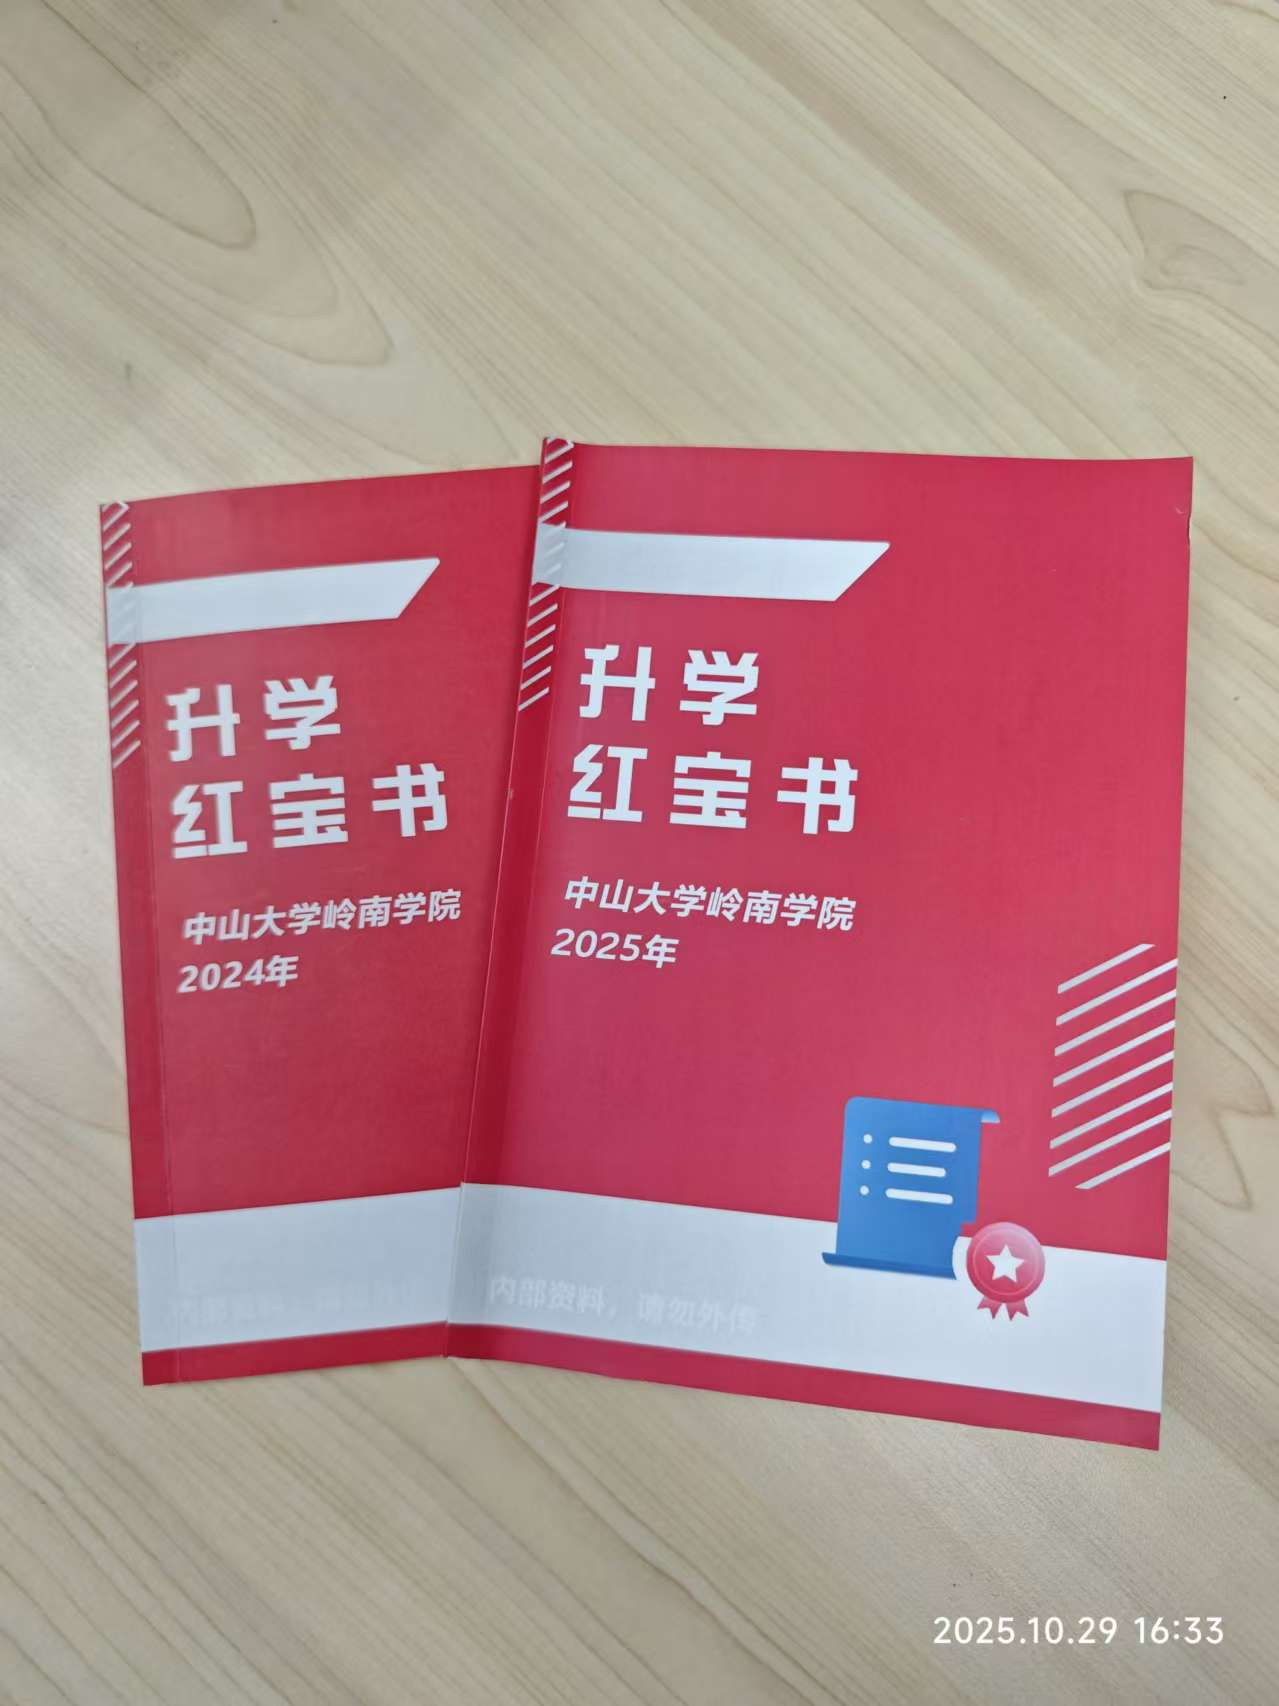 升学
红宝书
中山大学岭南学院
2024年
升学
红宝书
中山大学岭南学院
2025年
内部资料，请勿外传
2025.10.29 16:33